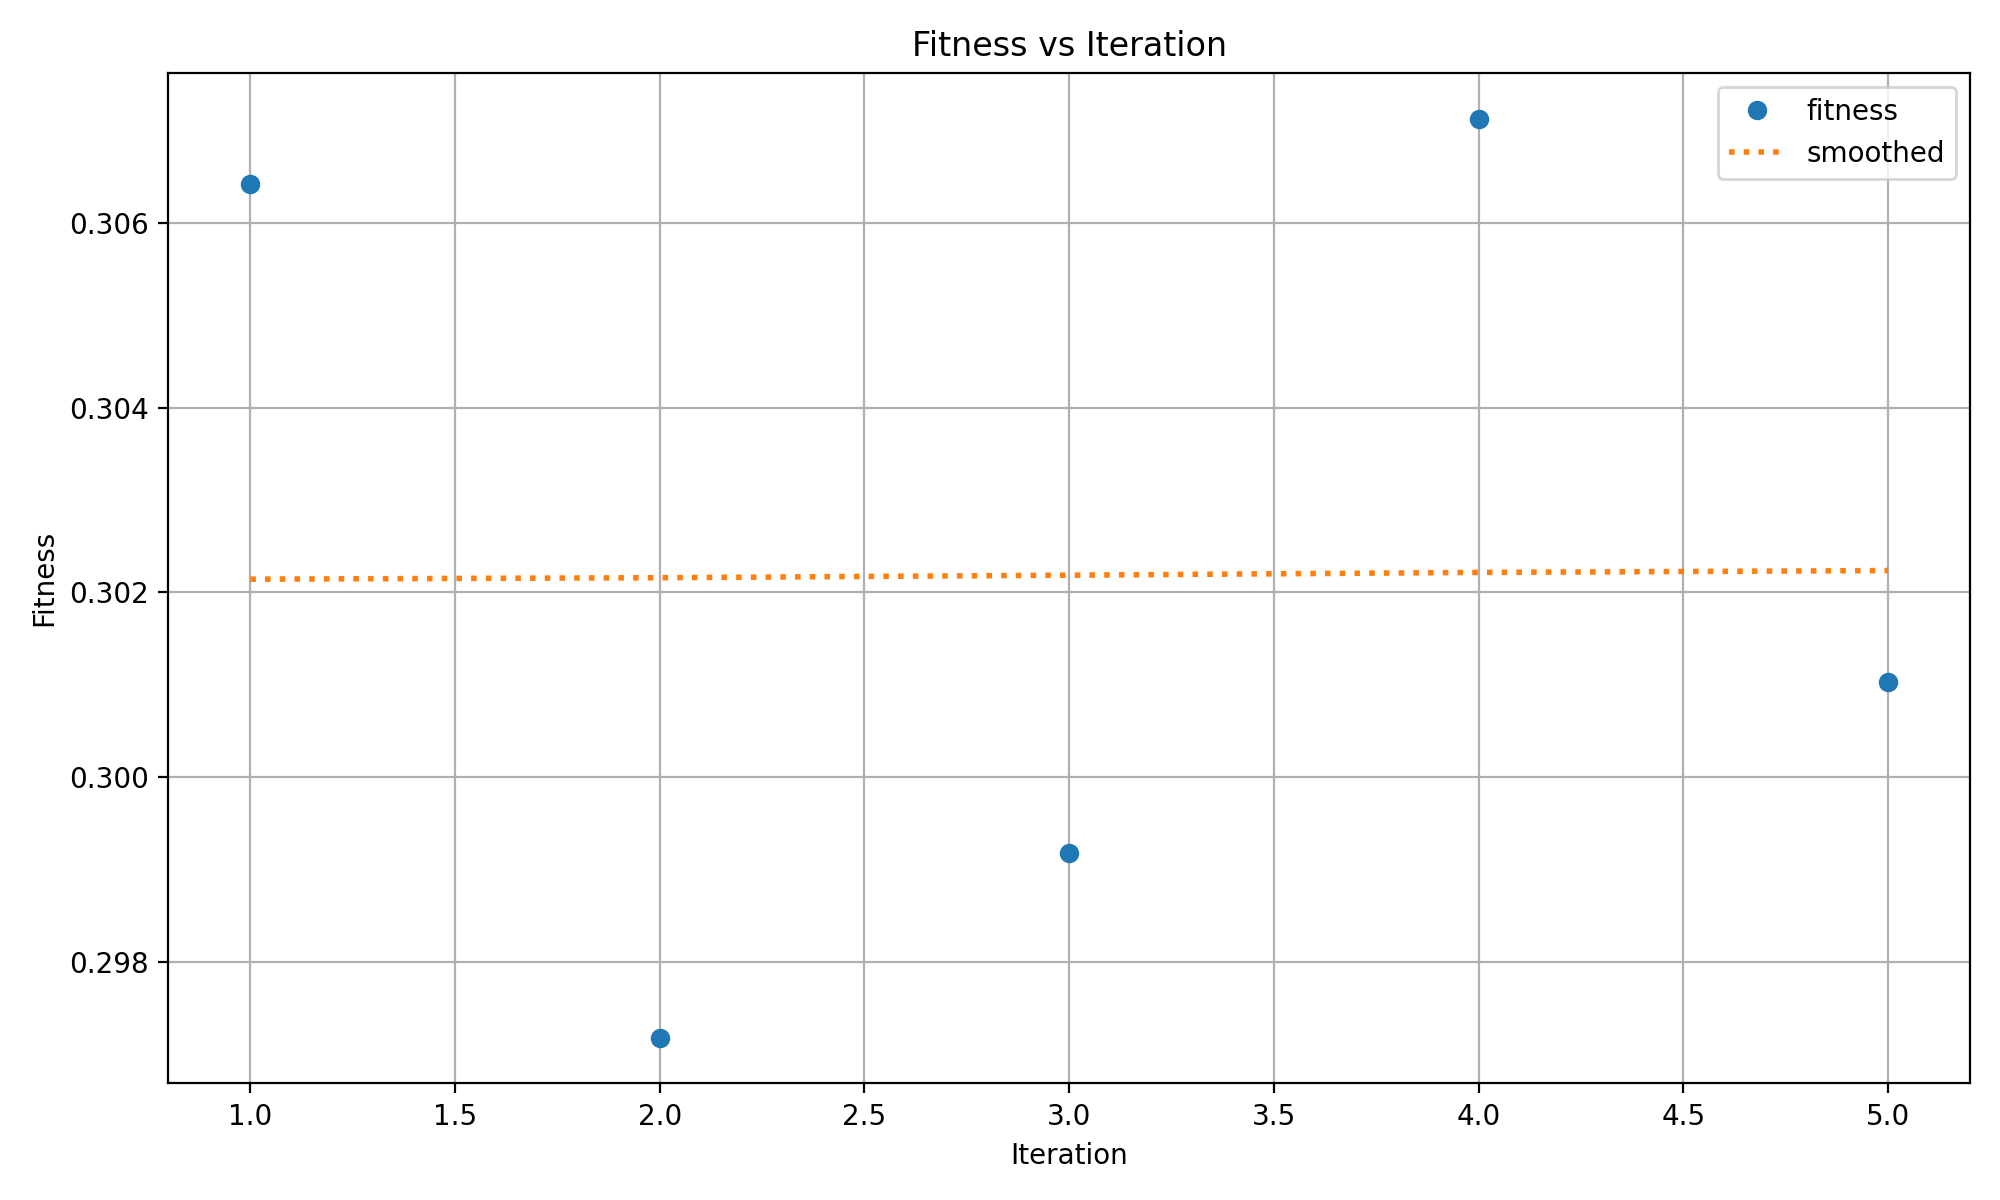 Fitness vs Iteration
fitness
smoothed
0.306
0.304
0.302
0.300
0.298
Fitness
1.0 1.5 2.0 2.5 3.0 3.5 4.0 4.5 5.0
Iteration